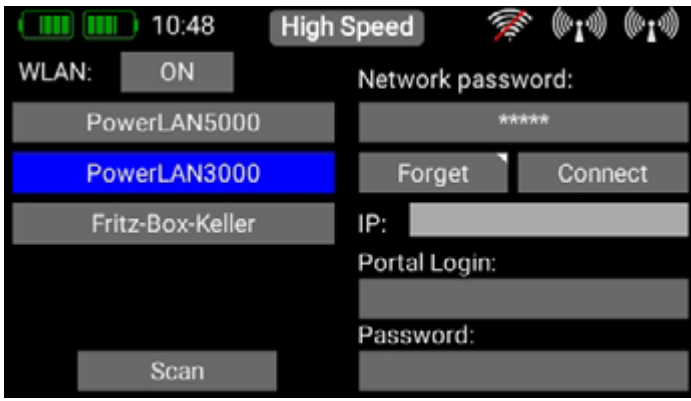 10:48 High Speed
WLAN: ON
PowerLAN5000
PowerLAN3000
Fritz-Box-Keller
Scan
Network password:
*****
Forget Connect
IP:
Portal Login:
Password: